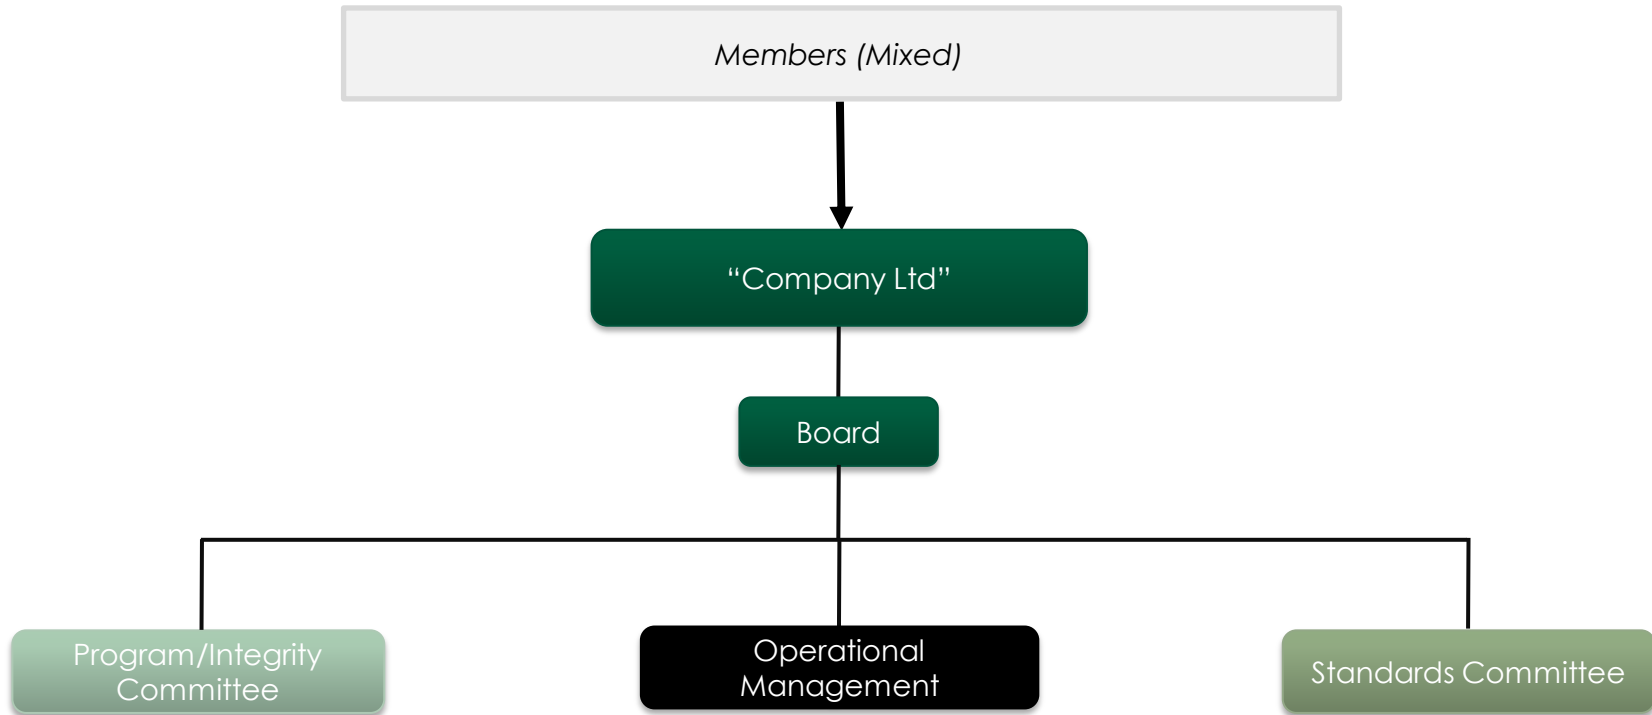 Members (Mixed)
“Company Ltd”
Board
Program/Integrity
Committee
Operational
Management
Standards Committee